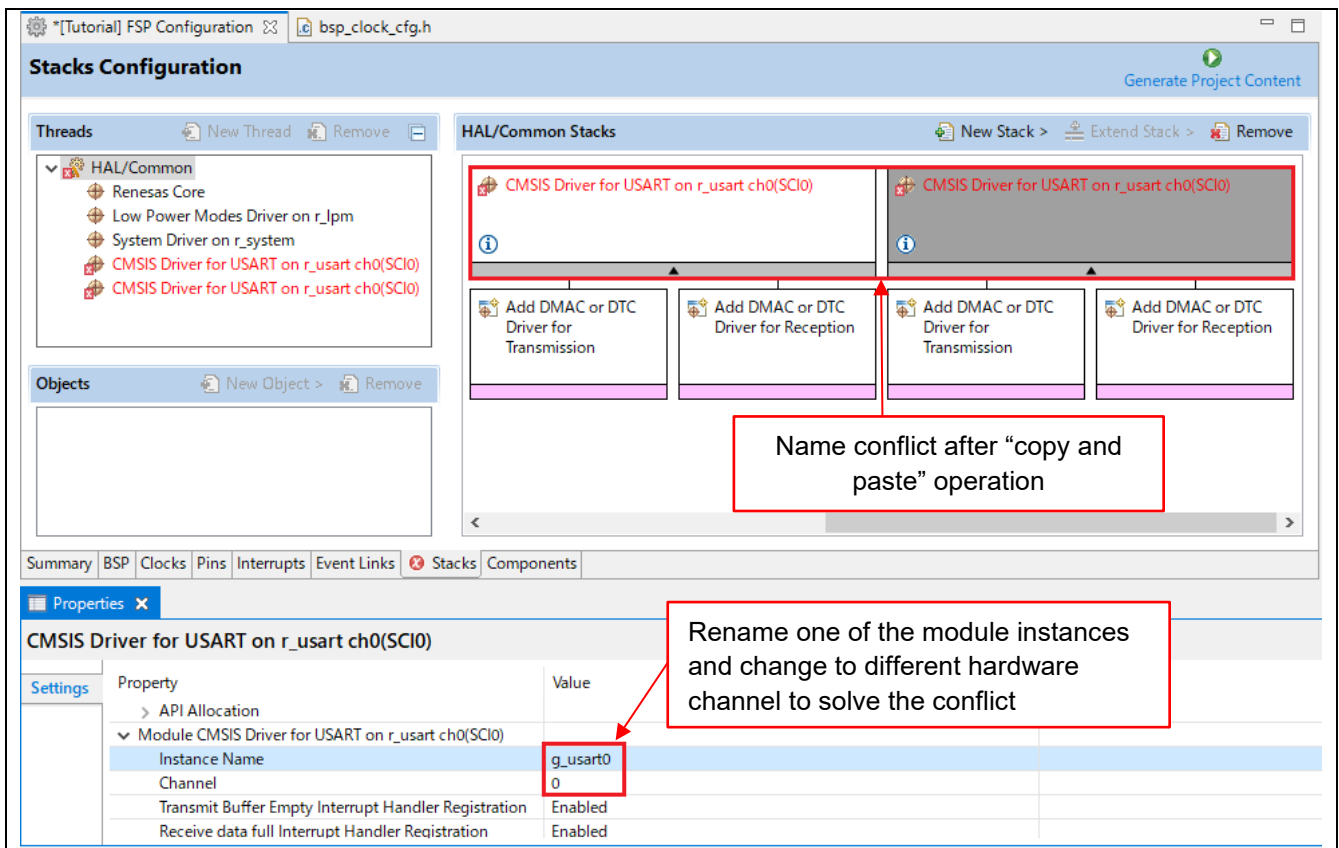 *[Tutorial] FSP Configuration
bsp_clock_cfg.h
Stacks Configuration
Generate Project Content
Threads
New Thread
Remove
HAL/Common
Renesas Core
Low Power Modes Driver on r_lpm
System Driver on r_system
CMSIS Driver for USART on r_usart ch0(SCI0)
CMSIS Driver for USART on r_usart ch0(SCI0)
Objects
New Object >
Remove
HAL/Common Stacks
New Stack >
Extend Stack >
Remove
CMSIS Driver for USART on r_usart ch0(SCI0)
CMSIS Driver for USART on r_usart ch0(SCI0)
Add DMAC or DTC
Driver for
Transmission
Add DMAC or DTC
Driver for Reception
Add DMAC or DTC
Driver for
Transmission
Add DMAC or DTC
Driver for Reception
Name conflict after “copy and
paste” operation
Summary BSP Clocks Pins Interrupts Event Links Stacks Components
Properties
CMSIS Driver for USART on r_usart ch0(SCI0)
Rename one of the module instances
and change to different hardware
channel to solve the conflict
Settings
Property Value
API Allocation
Module CMSIS Driver for USART on r_usart ch0(SCI0)
Instance Name g_usart0
Channel 0
Transmit Buffer Empty Interrupt Handler Registration Enabled
Receive data full Interrupt Handler Registration Enabled